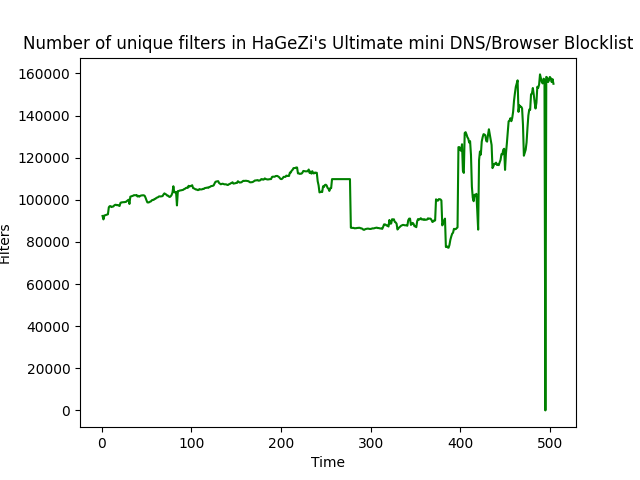 Number of unique filters in HaGeZi's Ultimate mini DNS/Browser Blocklist
160000
140000
120000
100000
80000
60000
40000
20000
0
Filters
0 100 200 300 400 500
Time